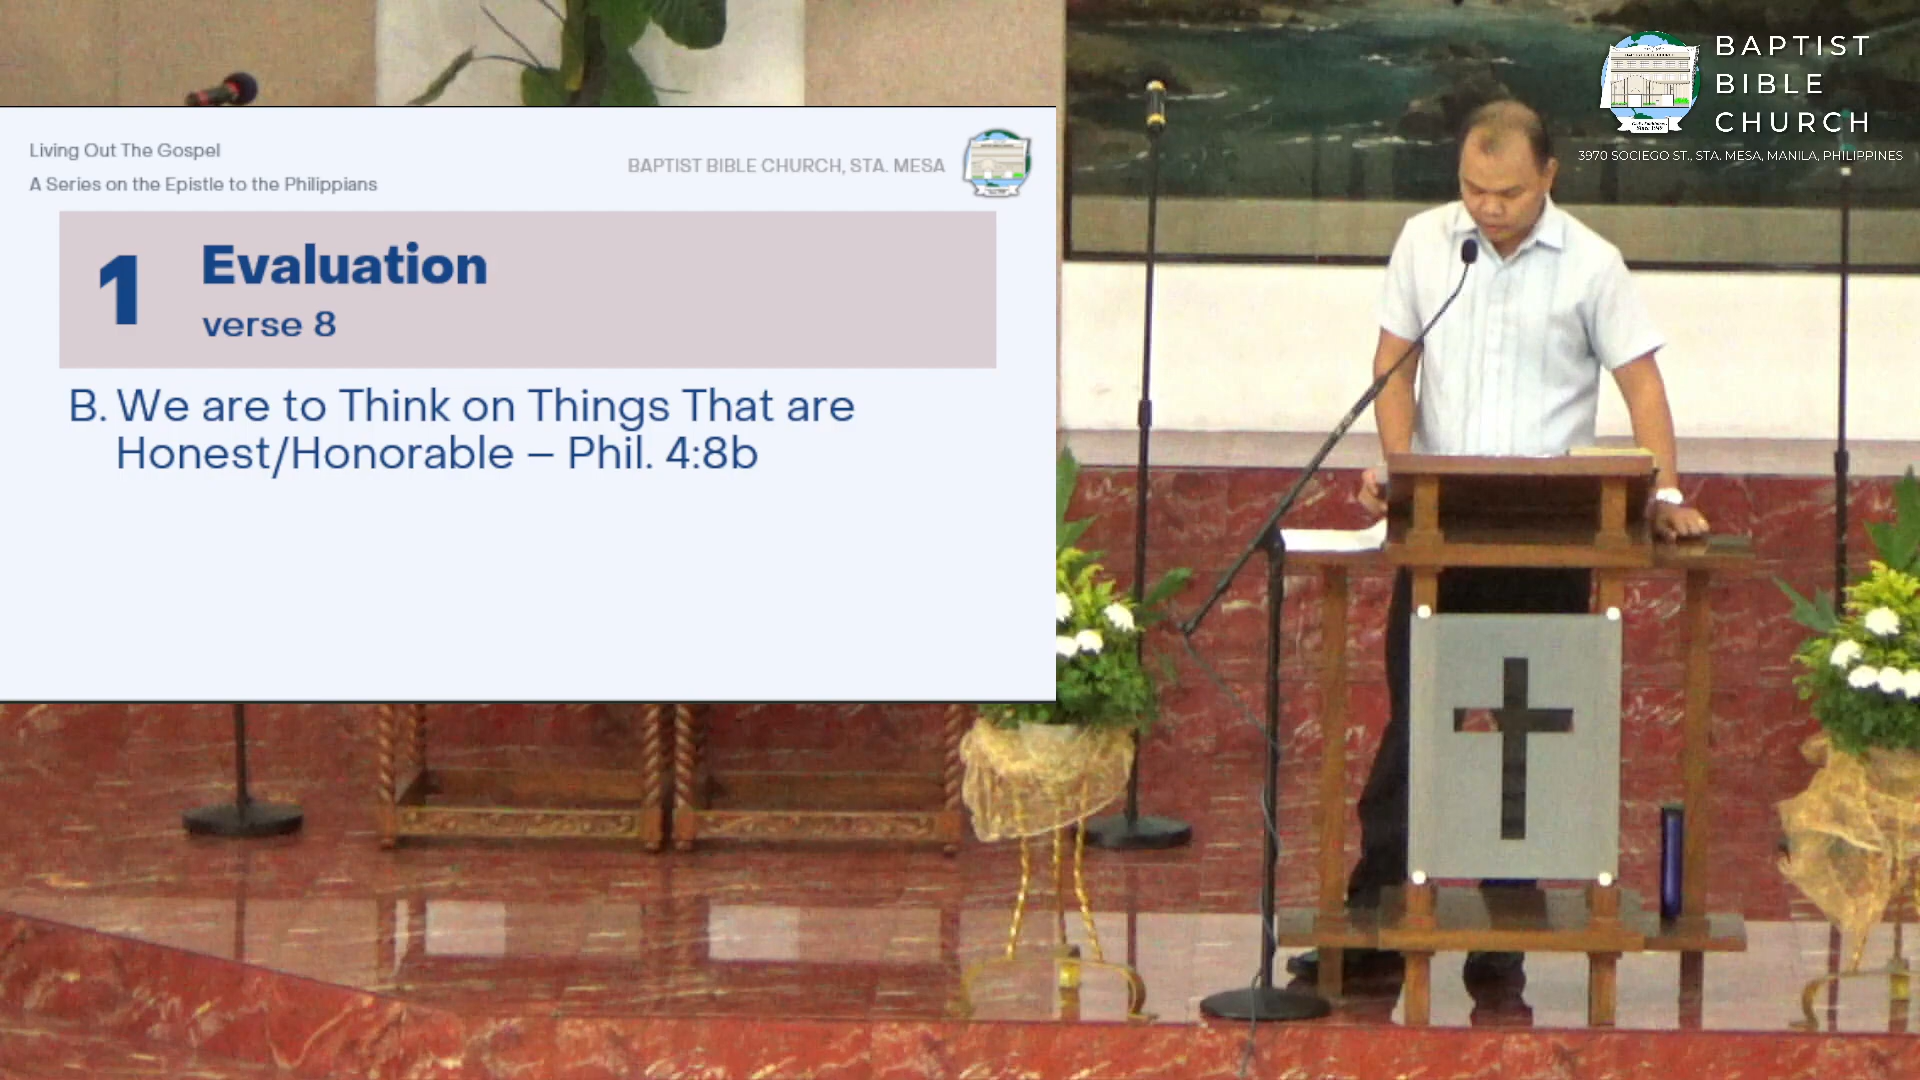 Living Out The Gospel
A Series on the Epistle to the Philippians
BAPTIST BIBLE CHURCH, STA. MESA
1
Evaluation
verse 8
B. We are to Think on Things That are
Honest/Honorable – Phil. 4:8b
BAPTIST
BIBLE
CHURCH
3970 SOCIEGO ST., STA. MESA, MANILA, PHILIPPINES